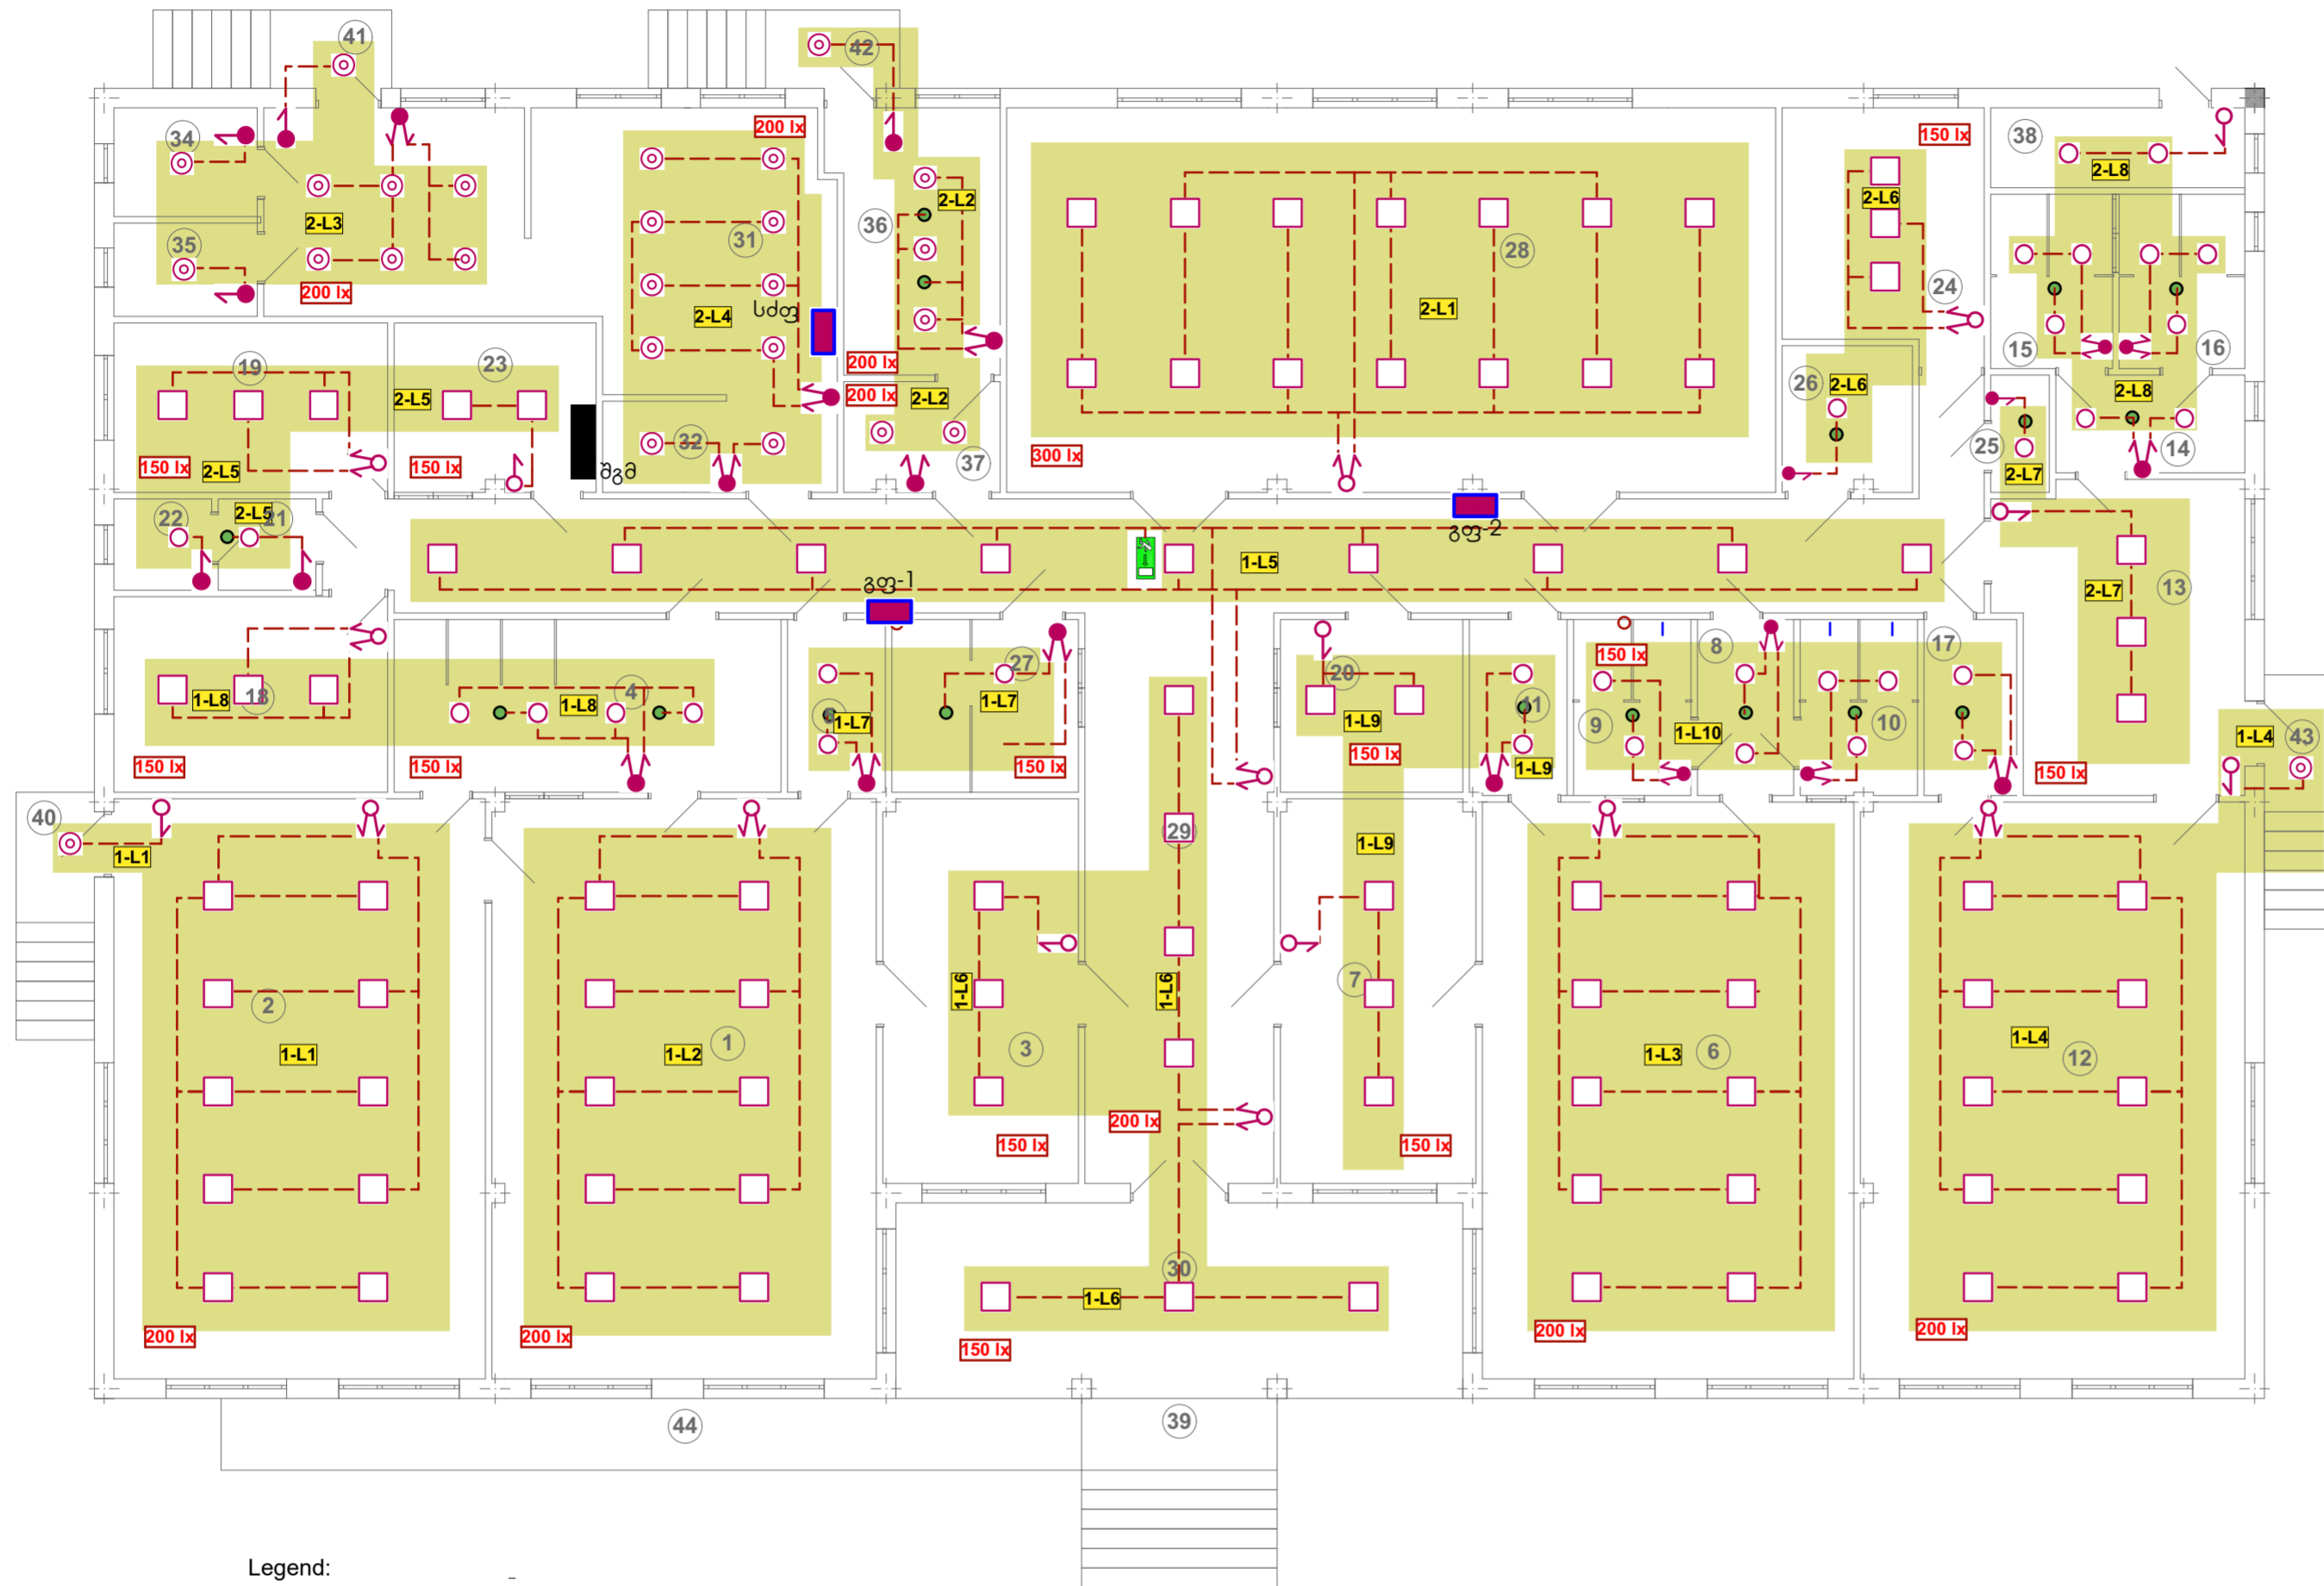 41
42
34
200 lx
150 lx
38
2-L8
2-L6
2-L2
36
2-L3
35
31
28
24
200 lx
2-L4
სძფ
2-L1
15
16
19
23
200 lx
26
2-L6
2-L8
2-L5
200 lx
2-L2
32
37
25
14
150 lx
2-L5
150 lx
შგმ
300 lx
2-L7
22
2-L5
21
გფ-2
1-L5
გფ-1
2-L7
13
27
20
150 lx
8
17
1-L8
18
1-L8
4
1-L7
1-L7
1-L9
11
9
1-L10
10
1-L4
43
150 lx
150 lx
150 lx
150 lx
1-L9
150 lx
40
1-L1
29
1-L9
2
1-L6
1-L6
7
1-L1
1-L2
1
3
1-L3
6
1-L4
12
200 lx
150 lx
150 lx
30
1-L6
200 lx
200 lx
150 lx
200 lx
200 lx
44
39
Legend: